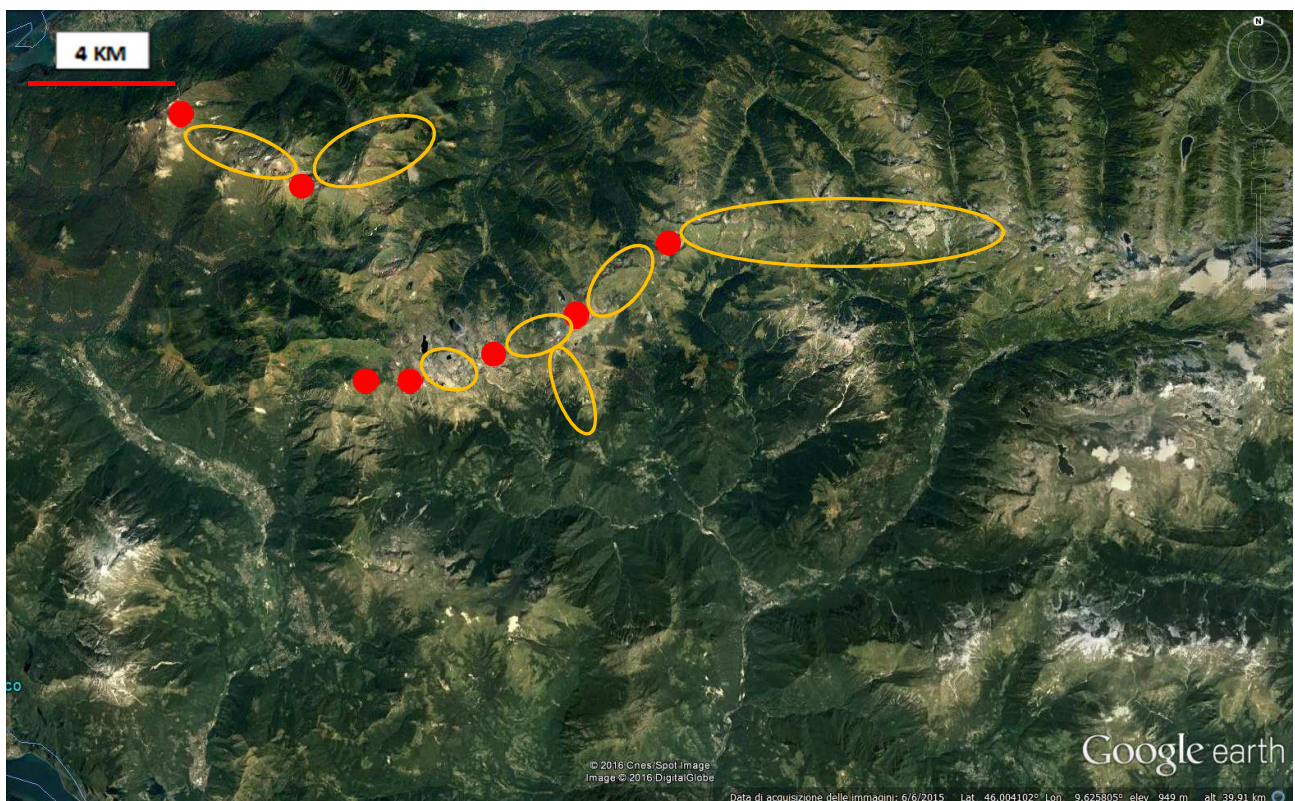 N
4 KM
co
© 2016 Cnes/Spot Image
Image © 2016 DigitalGlobe
Google earth
Data di acquisizione delle immagini: 6/6/2015 Lat 46.004102° Lon 9.625805° elev 949 m alt 39.91 km